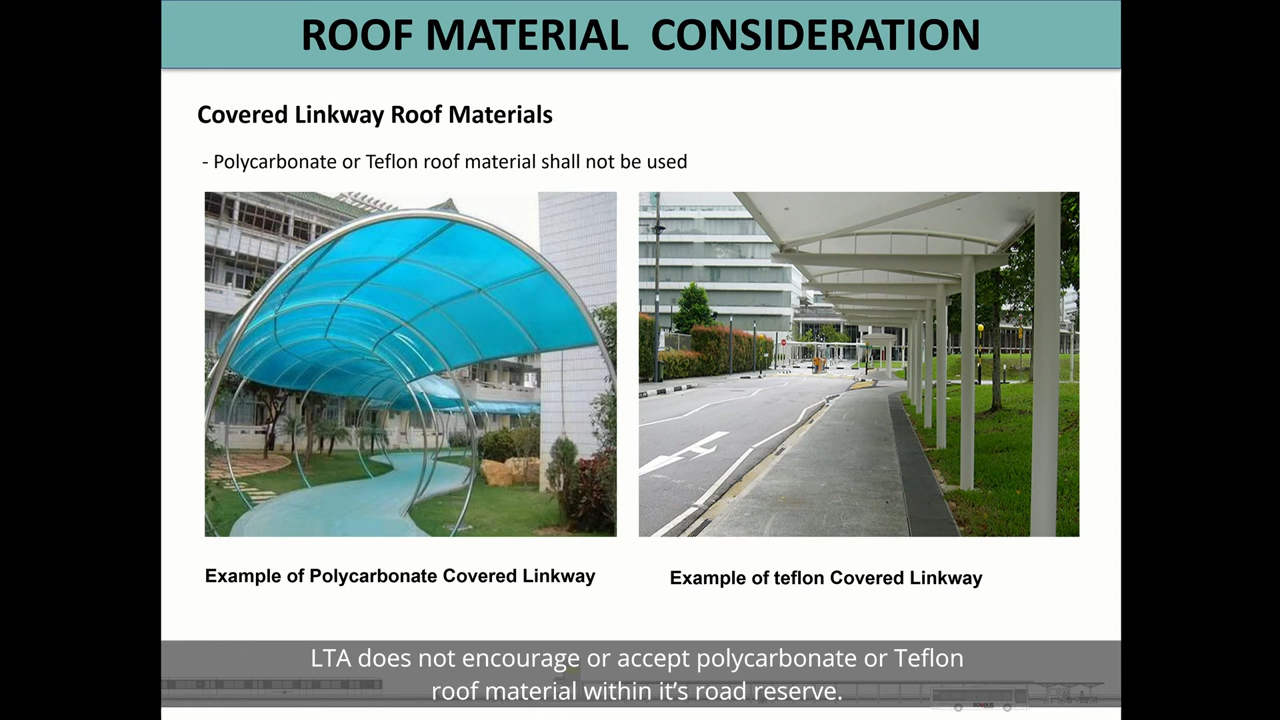 ROOF MATERIAL CONSIDERATION
Covered Linkway Roof Materials
- Polycarbonate or Teflon roof material shall not be used
Example of Polycarbonate Covered Linkway
Example of teflon Covered Linkway
LTA does not encourage or accept polycarbonate or Teflon
roof material within it’s road reserve.